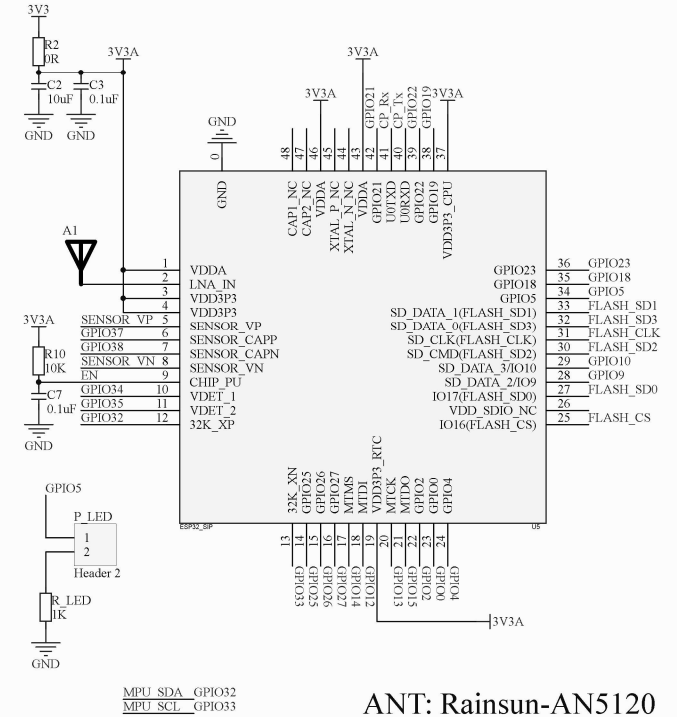 3V3
R2
0R
C2
10uF
C3
0.1uF
GND
GND
3V3A
3V3A
3V3A
3V3A
GND
0
GND
48
47
46
45
44
43
42
41
40
39
38
37
GPIO21
CP_Rx
CP_Tx
GPIO22
GPIO19
CAP1_NC
CAP2_NC
VDDA
XTAL_P_NC
XTAL_N_NC
VDDA
GPIO21
U0TXD
U0RXD
GPIO22
GPIO19
VDD3P3_CPU
A1
1 VDDA
2 LNA_IN
3 VDD3P3
4 VDD3P3
SENSOR_VP 5 SENSOR_VP
GPIO37 6 SENSOR_CAPP
GPIO38 7 SENSOR_CAPN
SENSOR_VN 8 SENSOR_VN
EN 9 CHIP_PU
GPIO34 10 VDET_1
GPIO35 11 VDET_2
GPIO32 12 32K_XP
GPIO23 36 GPIO23
GPIO18 35 GPIO18
GPIO5 34 GPIO5
SD_DATA_1(FLASH_SD1) 33 FLASH_SD1
SD_DATA_0(FLASH_SD3) 32 FLASH_SD3
SD_CLK(FLASH_CLK) 31 FLASH_CLK
SD_CMD(FLASH_SD2) 30 FLASH_SD2
SD_DATA_3/IO10 29 GPIO10
SD_DATA_2/IO9 28 GPIO9
IO17(FLASH_SD0) 27 FLASH_SD0
VDD_SDIO_NC 26
IO16(FLASH_CS) 25 FLASH_CS
3V3A
R10
10K
C7
0.1uF
GND
32K_XN
GPIO25
GPIO26
GPIO27
MTMS
MTDI
VDD3P3_RTC
MTCK
MTDO
GPIO2
GPIO0
GPIO4
ESP32_SIP
U5
13
14
15
16
17
18
19
20
21
22
23
24
GPIO33
GPIO25
GPIO26
GPIO27
GPIO14
GPIO12
GPIO13
GPIO15
GPIO2
GPIO0
GPIO4
3V3A
GPIO5
P_LED
1
2
Header 2
R_LED
1K
GND
MPU_SDA GPIO32
MPU_SCL GPIO33
ANT: Rainsun-AN5120